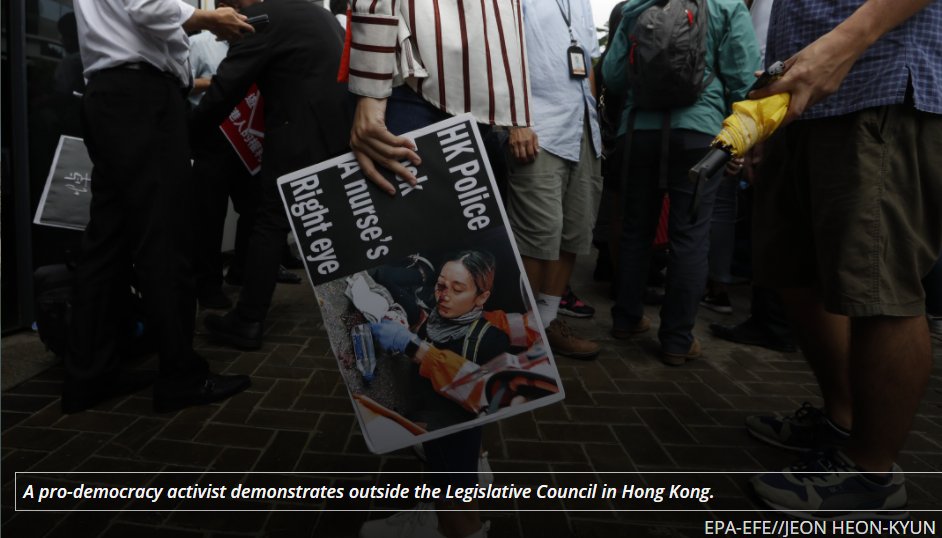 HK Police
A nurse's
Right eye
A pro-democracy activist demonstrates outside the Legislative Council in Hong Kong.
EPA-EFE//JEON HEON-KYUN